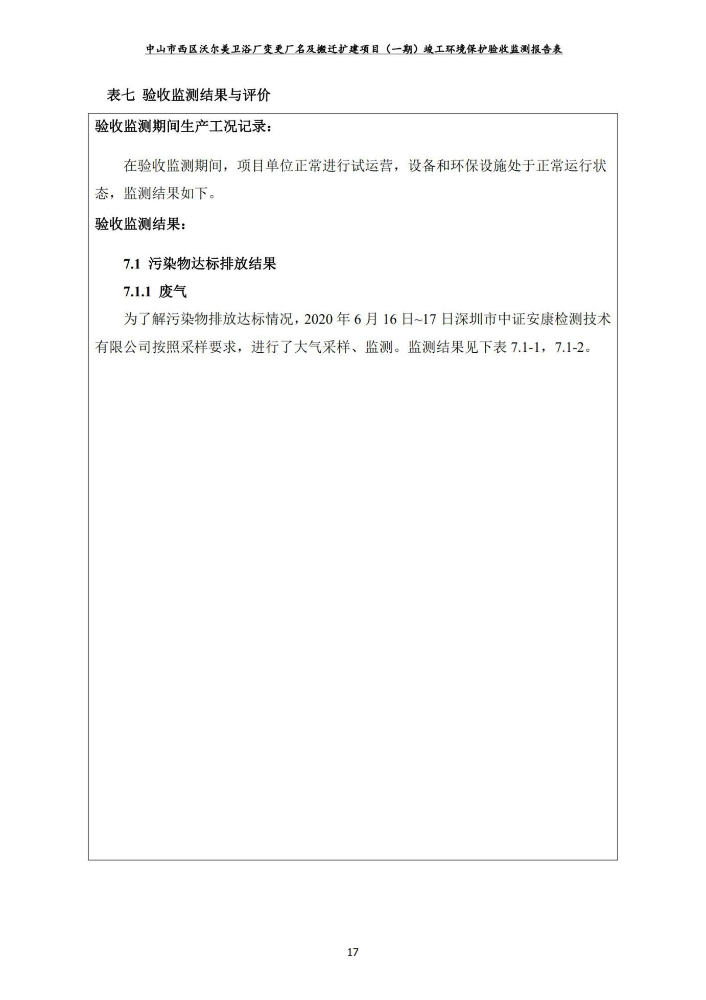 中山市西区沃尔美卫浴厂变更厂名及搬迁扩建项目（一期）竣工环境保护验收监测报告表
表七 验收监测结果与评价
验收监测期间生产工况记录：
在验收监测期间，项目单位正常进行试运营，设备和环保设施处于正常运行状
态，监测结果如下。
验收监测结果：
7.1 污染物达标排放结果
7.1.1 废气
为了解污染物排放达标情况，2020 年 6 月 16 日~17 日深圳市中证安康检测技术
有限公司按照采样要求，进行了大气采样、监测。监测结果见下表 7.1-1，7.1-2。
17